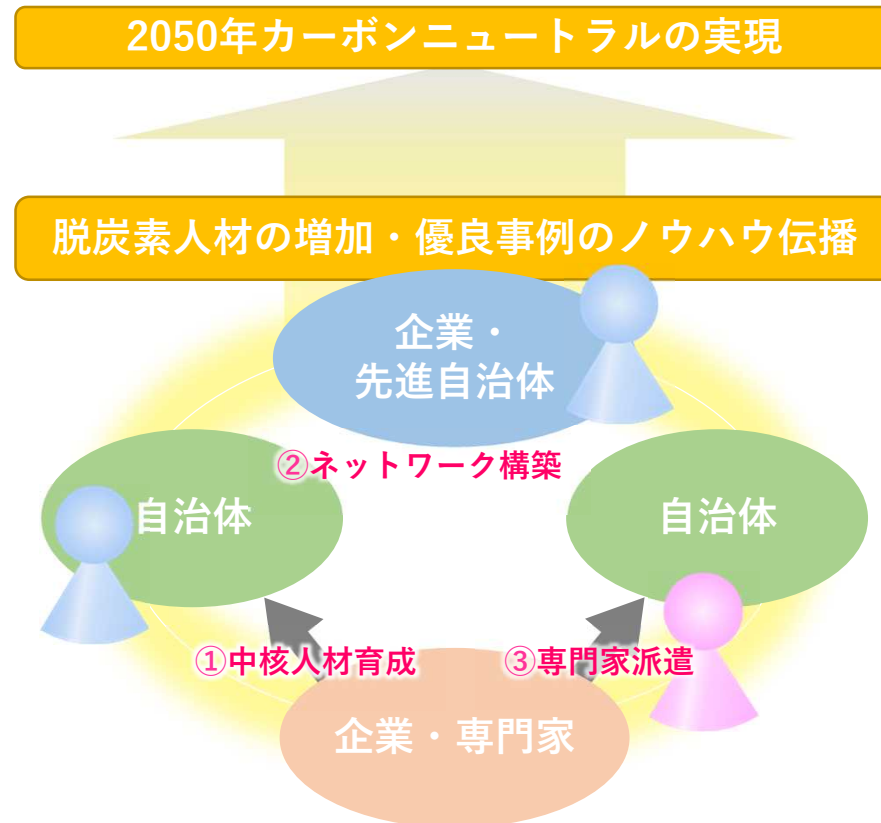 2050年カーボンニュートラルの実現
脱炭素人材の増加・優良事例のノウハウ伝播
企業・
先進自治体
②ネットワーク構築
自治体
自治体
①中核人材育成
③専門家派遣
企業・専門家